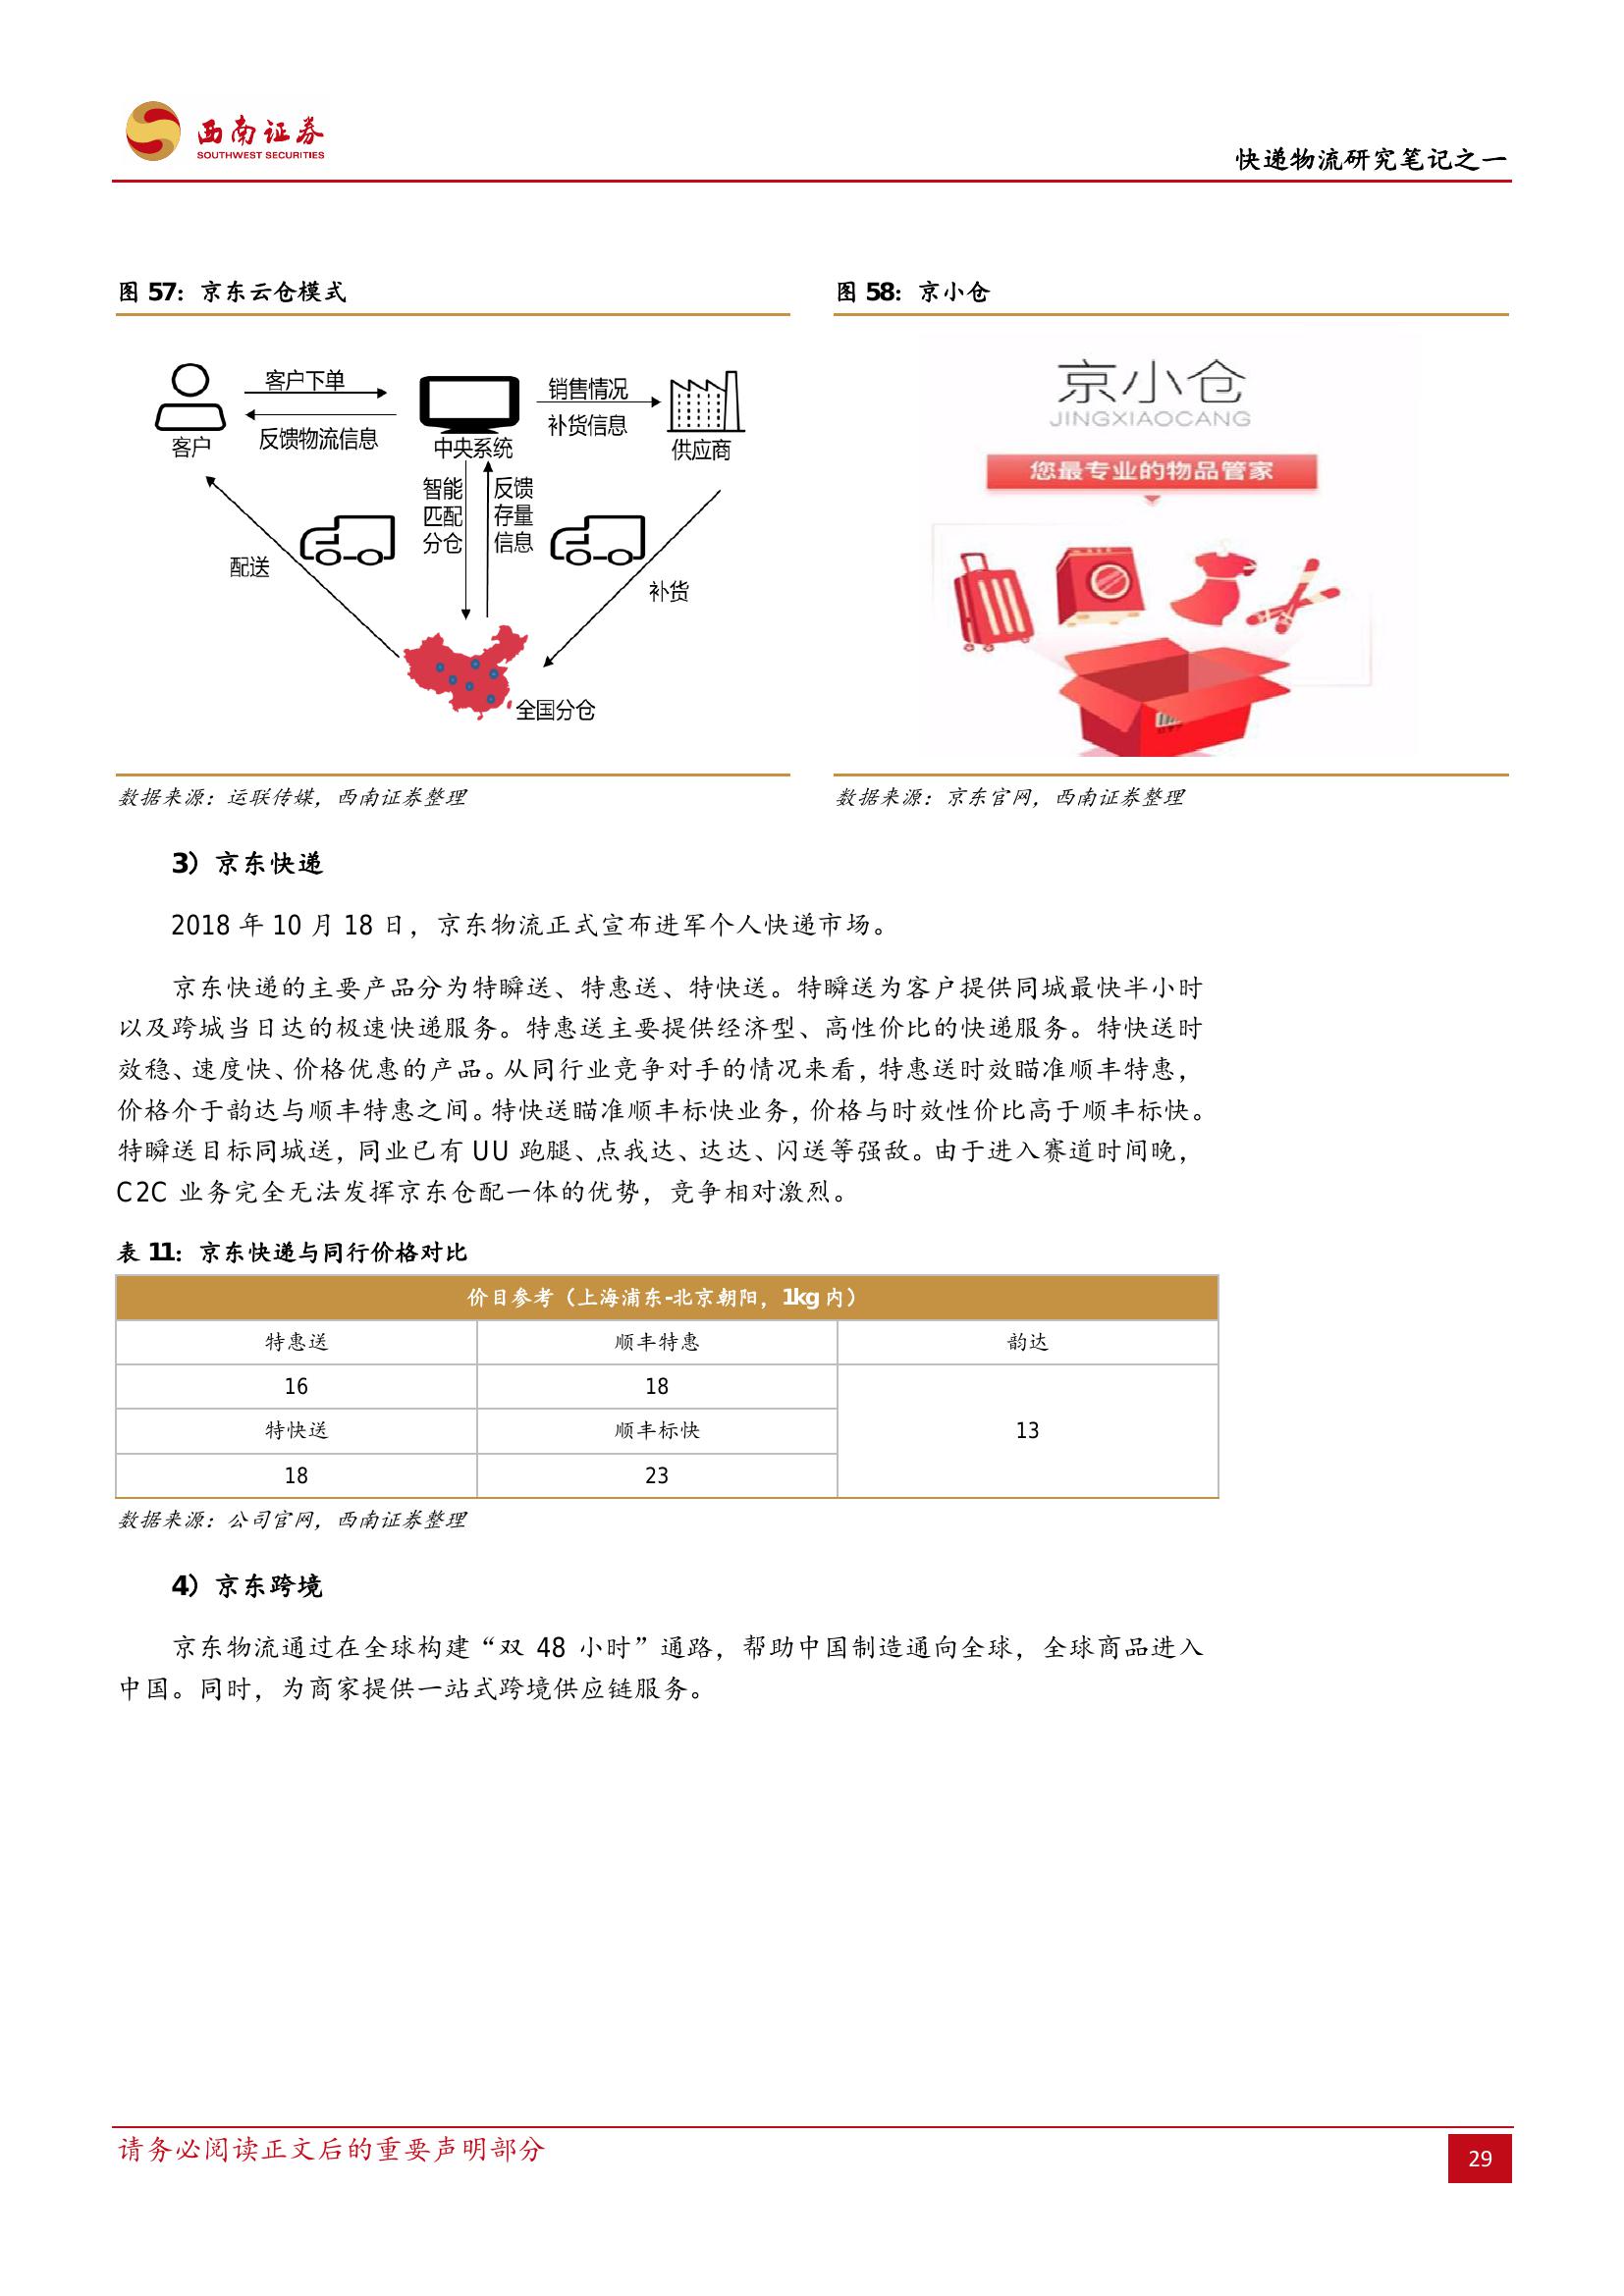 西南证券
SOUTHWEST SECURITIES
快递物流研究笔记之一
图 57：京东云仓模式
客户下单
反馈物流信息
客户
中央系统
销售情况
补货信息
供应商
智能
匹配
分仓
反馈
存量
信息
配送
补货
全国分仓
数据来源：运联传媒，西南证券整理
图 58：京小仓
京小仓
JINGXIAOCANG
您最专业的物品管家
数据来源：京东官网，西南证券整理
3）京东快递
2018 年 10 月 18 日，京东物流正式宣布进军个人快递市场。
京东快递的主要产品分为特瞬送、特惠送、特快送。特瞬送为客户提供同城最快半小时
以及跨城当日达的极速快递服务。特惠送主要提供经济型、高性价比的快递服务。特快送时
效稳、速度快、价格优惠的产品。从同行业竞争对手的情况来看，特惠送时效瞄准顺丰特惠，
价格介于韵达与顺丰特惠之间。特快送瞄准顺丰标快业务，价格与时效性价比高于顺丰标快。
特瞬送目标同城送，同业已有 UU 跑腿、点我达、达达、闪送等强敌。由于进入赛道时间晚，
C2C 业务完全无法发挥京东仓配一体的优势，竞争相对激烈。
表 11：京东快递与同行价格对比
价目参考（上海浦东-北京朝阳，1kg 内）
特惠送 顺丰特惠 韵达
16 18
特快送 顺丰标快 13
18 23
数据来源：公司官网，西南证券整理
4）京东跨境
京东物流通过在全球构建“双 48 小时”通路，帮助中国制造通向全球，全球商品进入
中国。同时，为商家提供一站式跨境供应链服务。
请务必阅读正文后的重要声明部分
29